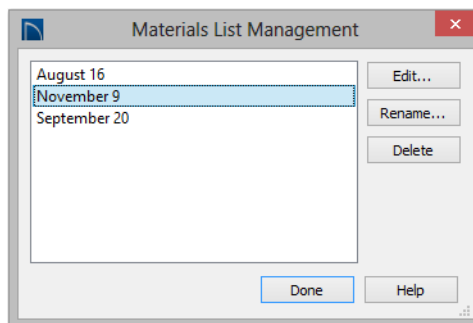 Materials List Management
August 16
November 9
September 20
Edit...
Rename...
Delete
Done
Help